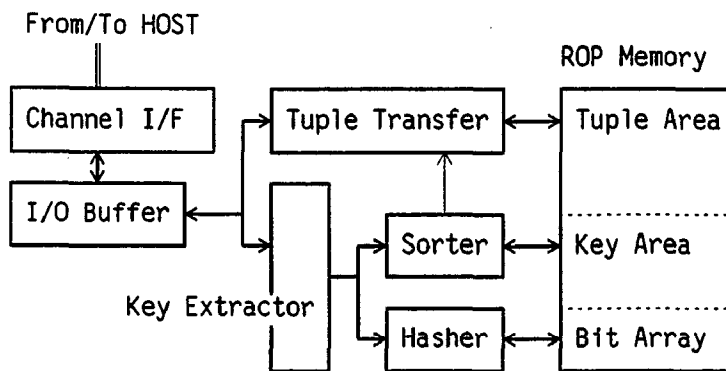 From/To HOST
ROP Memory
Channel I/F
Tuple Transfer
Tuple Area
I/O Buffer
Sorter
Key Area
Key Extractor
Hasher
Bit Array